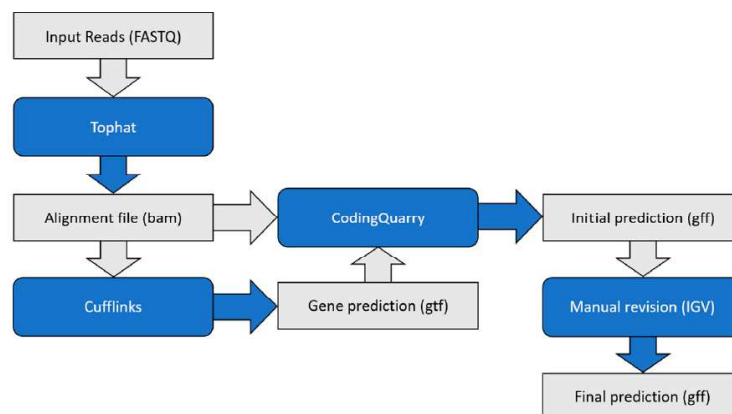 Input Reads (FASTQ)
Tophat
Alignment file (bam)
CodingQuarry
Initial prediction (gff)
Cufflinks
Gene prediction (gtf)
Manual revision (IGV)
Final prediction (gff)